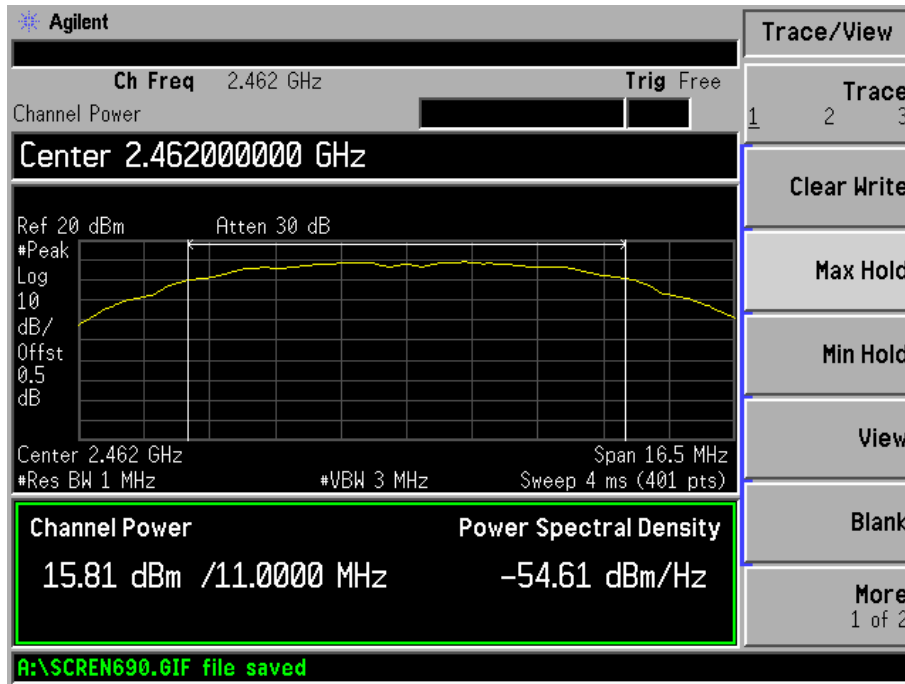 Agilent
Ch Freq 2.462 GHz Trig Free
Channel Power
Center 2.462000000 GHz
Ref 20 dBm Atten 30 dB
#Peak
Log
10
dB/
Offst
0.5
dB
Center 2.462 GHz Span 16.5 MHz
#Res BW 1 MHz #VBW 3 MHz Sweep 4 ms (401 pts)
Channel Power Power Spectral Density
15.81 dBm /11.0000 MHz -54.61 dBm/Hz
A:\SCREN690.GIF file saved
Trace/View
Trace
1 2 3
Clear Write
Max Hold
Min Hold
View
Blank
More
1 of 2